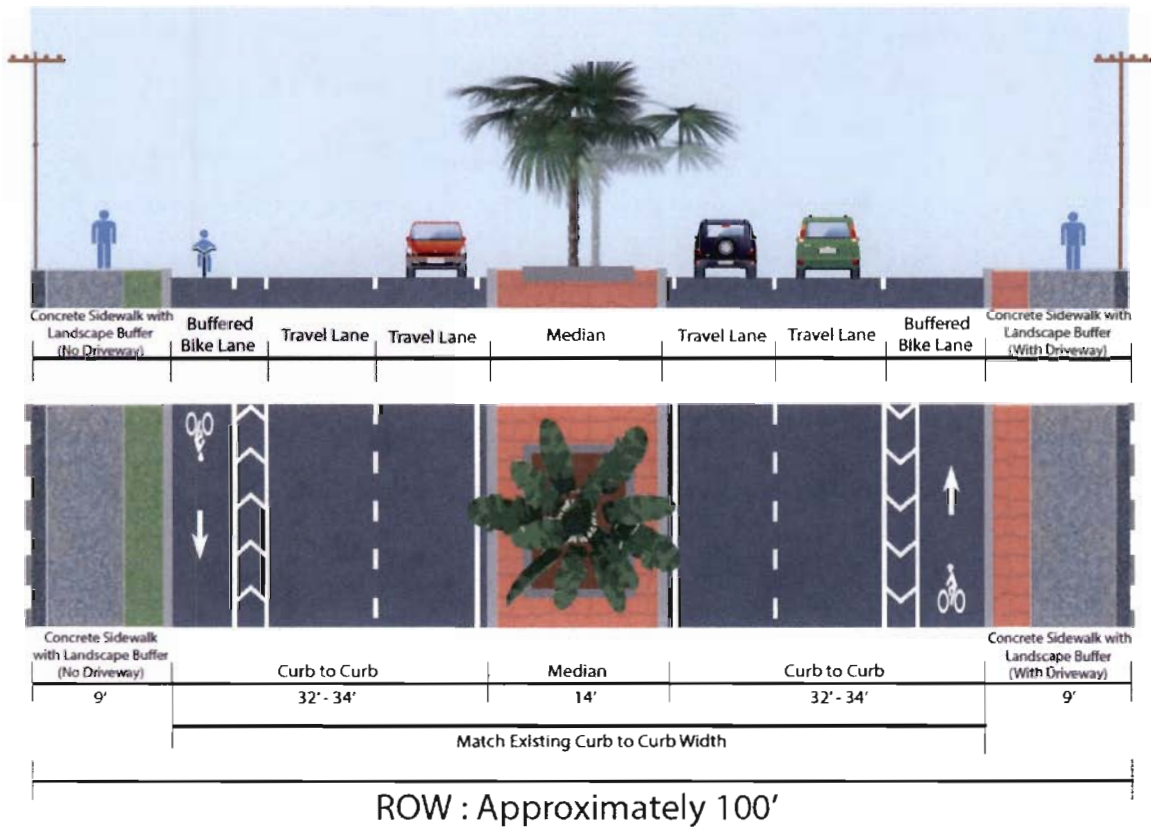 Concrete Sidewalk with
Landscape Buffer
(No Driveway)
Buffered
Bike Lane
Travel Lane
Travel Lane
Median
Travel Lane
Travel Lane
Buffered
Bike Lane
Concrete Sidewalk with
Landscape Buffer
(With Driveway)
Concrete Sidewalk
with Landscape Buffer
(No Driveway)
Curb to Curb
Median
Curb to Curb
Concrete Sidewalk with
Landscape Buffer
(With Driveway)
9'
32' - 34'
14'
32' - 34'
9'
Match Existing Curb to Curb Width
ROW : Approximately 100'